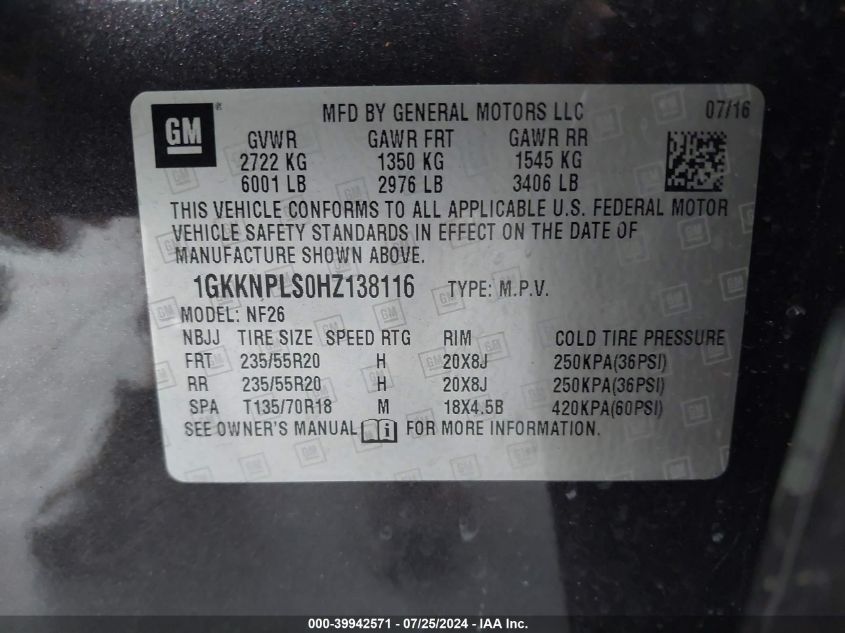 GM ® MFD BY GENERAL MOTORS LLC 07/16
GVWR GAWR FRT GAWR RR
2722 KG 1350 KG 1545 KG
6001 LB 2976 LB 3406 LB
THIS VEHICLE CONFORMS TO ALL APPLICABLE U.S. FEDERAL MOTOR
VEHICLE SAFETY STANDARDS IN EFFECT ON THE DATE OF
MANUFACTURE SHOWN ABOVE.
1GKKNPLS0HZ138116 TYPE: M.P.V.
MODEL: NF26
NBJJ TIRE SIZE SPEED RTG RIM COLD TIRE PRESSURE
FRT 235/55R20 H 20X8J 250KPA(36PSI)
RR 235/55R20 H 20X8J 250KPA(36PSI)
SPA T135/70R18 M 18X4.5B 420KPA(60PSI)
SEE OWNER'S MANUAL FOR MORE INFORMATION.
000-39942571 - 07/25/2024 - IAA Inc.